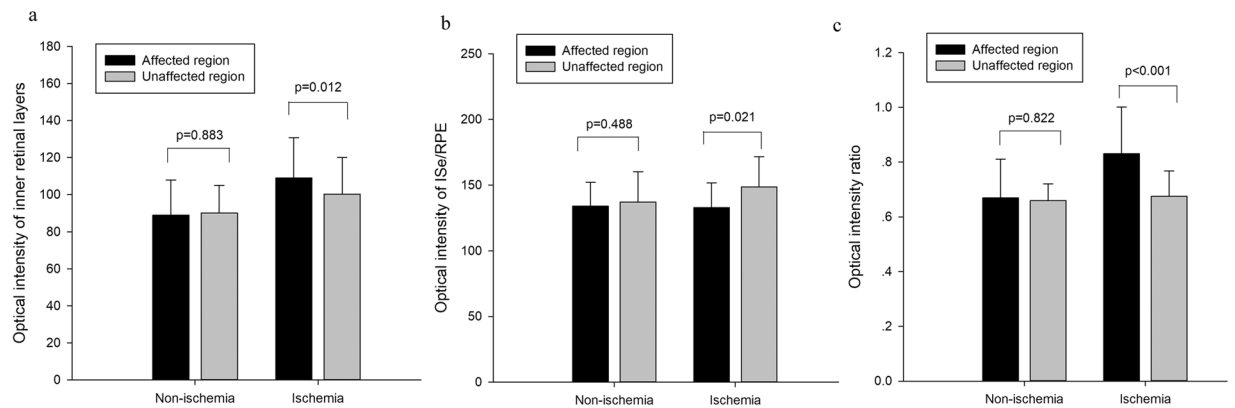 a
Optical intensity of inner retinal layers
180
160
140
120
100
80
60
40
20
0
Affected region
Unaffected region
p=0.883
p=0.012
Non-ischemia
Ischemia
b
Optical intensity of ISe/RPE
250
200
150
100
50
0
Affected region
Unaffected region
p=0.488
p=0.021
Non-ischemia
Ischemia
c
Optical intensity ratio
1.2
1.0
.8
.6
.4
.2
0.0
Affected region
Unaffected region
p=0.822
p<0.001
Non-ischemia
Ischemia